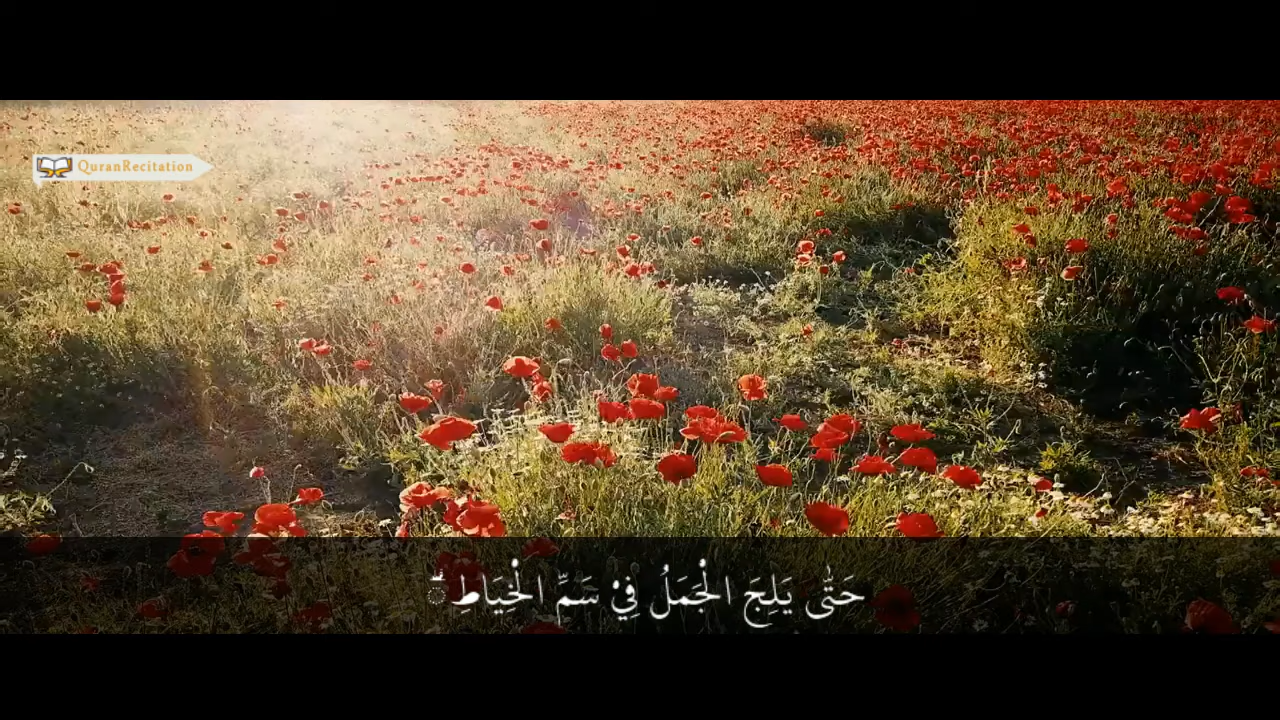 QuranRecitation
حَتّٰى يَلِجَ الْجَمَلُ فِيْ سَمِّ الْخِيَاطِ ۗ